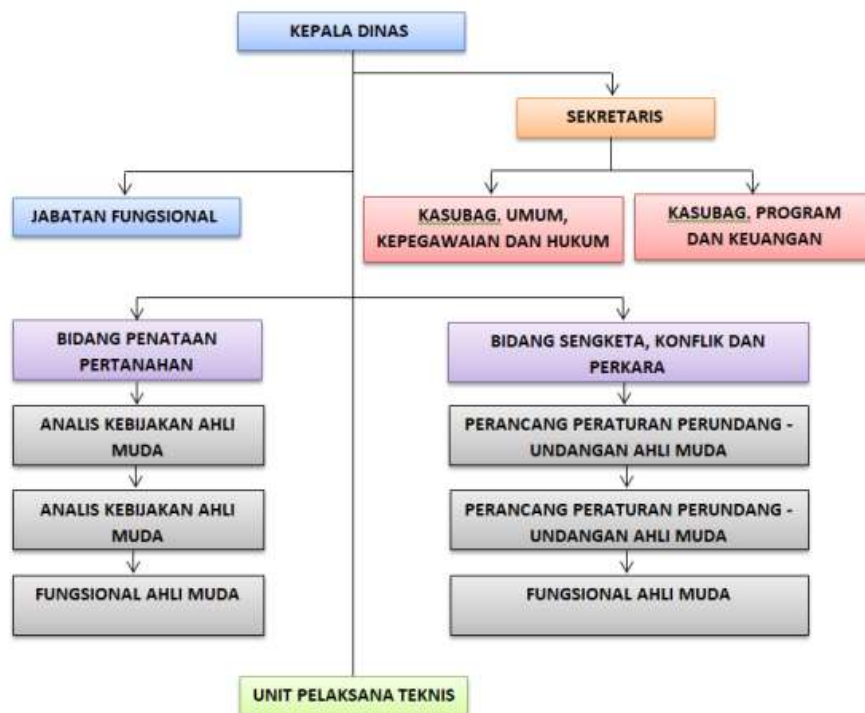 KEPALA DINAS
SEKRETARIS
JABATAN FUNGSIONAL
KASUBAG. UMUM,
KEPEGAWAIAN DAN HUKUM
KASUBAG. PROGRAM
DAN KEUANGAN
BIDANG PENATAAN
PERTANAHAN
BIDANG SENGKETA, KONFLIK DAN
PERKARA
ANALIS KEBIJAKAN AHLI
MUDA
PERANCANG PERATURAN PERUNDANG -
UNDANGAN AHLI MUDA
ANALIS KEBIJAKAN AHLI
MUDA
PERANCANG PERATURAN PERUNDANG -
UNDANGAN AHLI MUDA
FUNGSIONAL AHLI MUDA
FUNGSIONAL AHLI MUDA
UNIT PELAKSANA TEKNIS